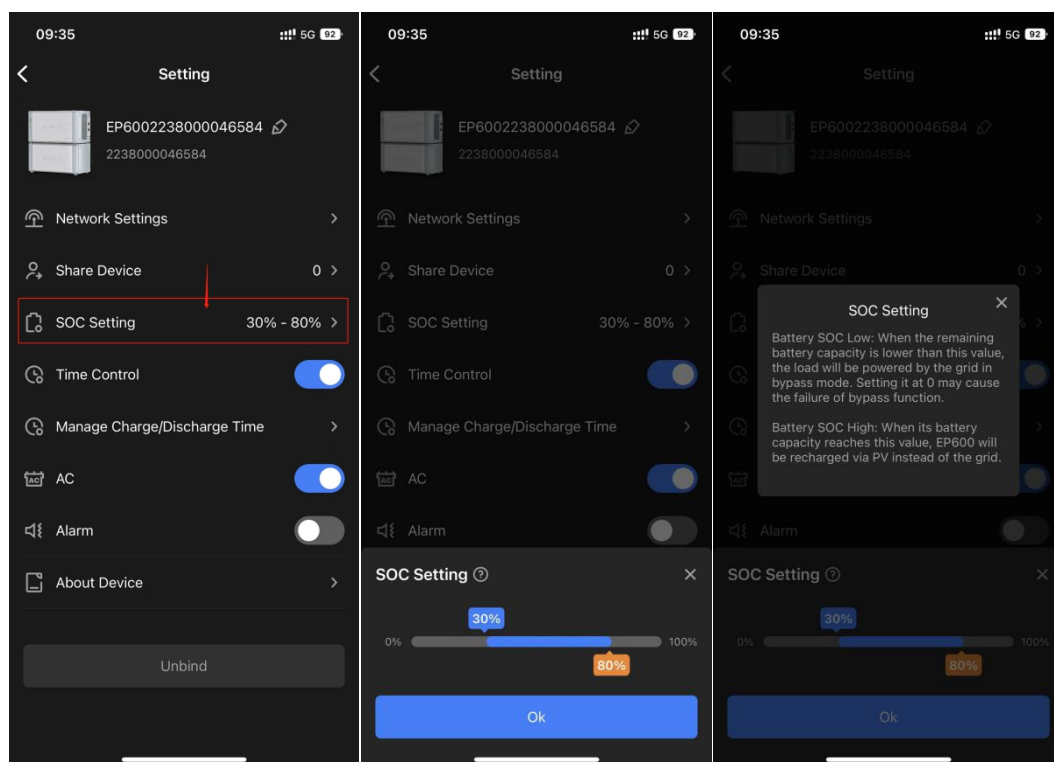 09:35
5G 92
Setting
EP6002238000046584
2238000046584
Network Settings
Share Device 0
SOC Setting 30% - 80%
Time Control
Manage Charge/Discharge Time
AC AC
Alarm
About Device
Unbind
09:35
5G 92
Setting
EP6002238000046584
2238000046584
Network Settings
Share Device 0
SOC Setting 30% - 80%
Time Control
Manage Charge/Discharge Time
AC AC
Alarm
SOC Setting ?
30%
0% 100%
80%
Ok
09:35
5G 92
Setting
EP6002238000046584
2238000046584
Network Settings
Share Device 0
SOC Setting
Battery SOC Low: When the remaining
battery capacity is lower than this value,
the load will be powered by the grid in
bypass mode. Setting it at 0 may cause
the failure of bypass function.
Battery SOC High: When its battery
capacity reaches this value, EP600 will
be recharged via PV instead of the grid.
Alarm
SOC Setting ?
30%
0% 100%
80%
Ok